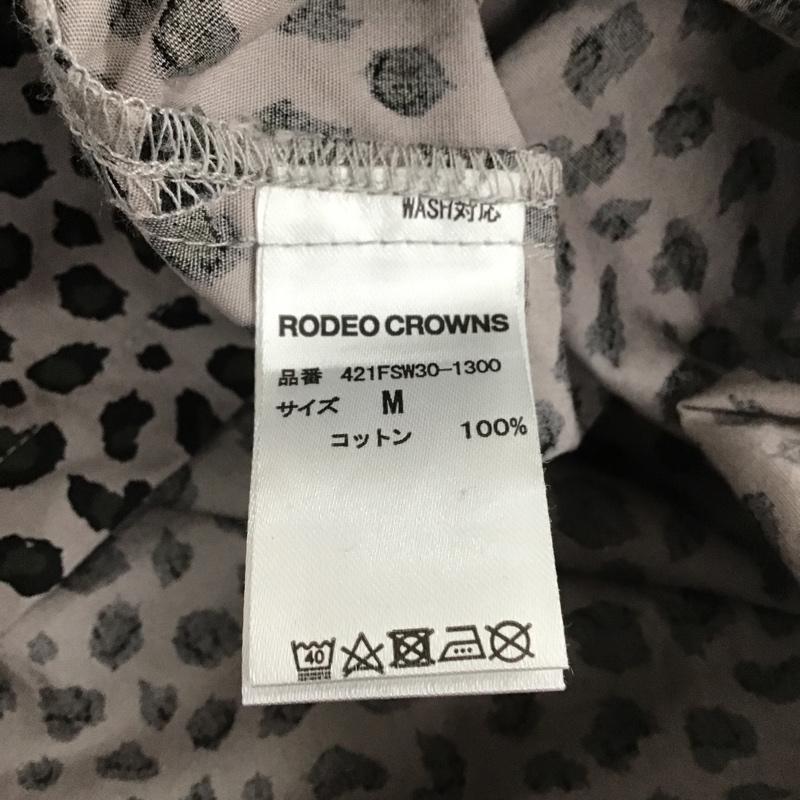 WASH対応
RODEO CROWNS
品番 421FSW30-1300
サイズ M
コットン 100%
40